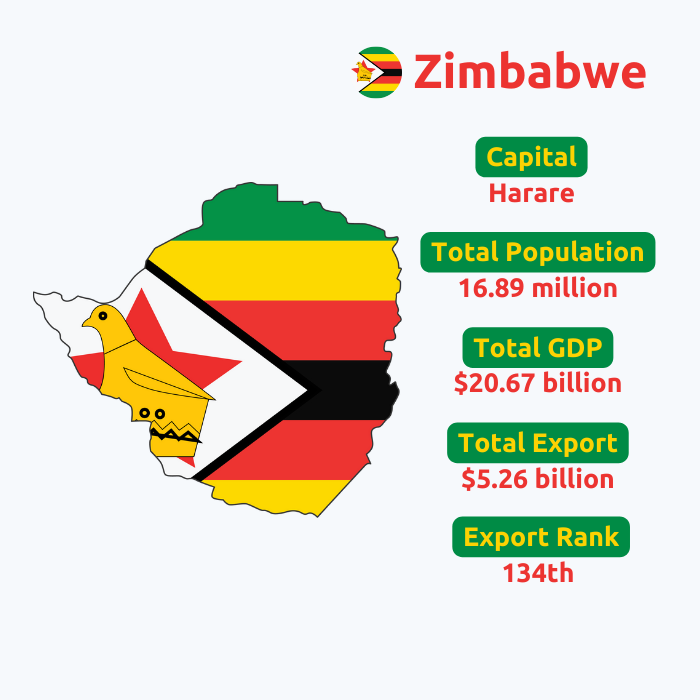 Zimbabwe
Capital
Harare
Total Population
16.89 million
Total GDP
$20.67 billion
Total Export
$5.26 billion
Export Rank
134th